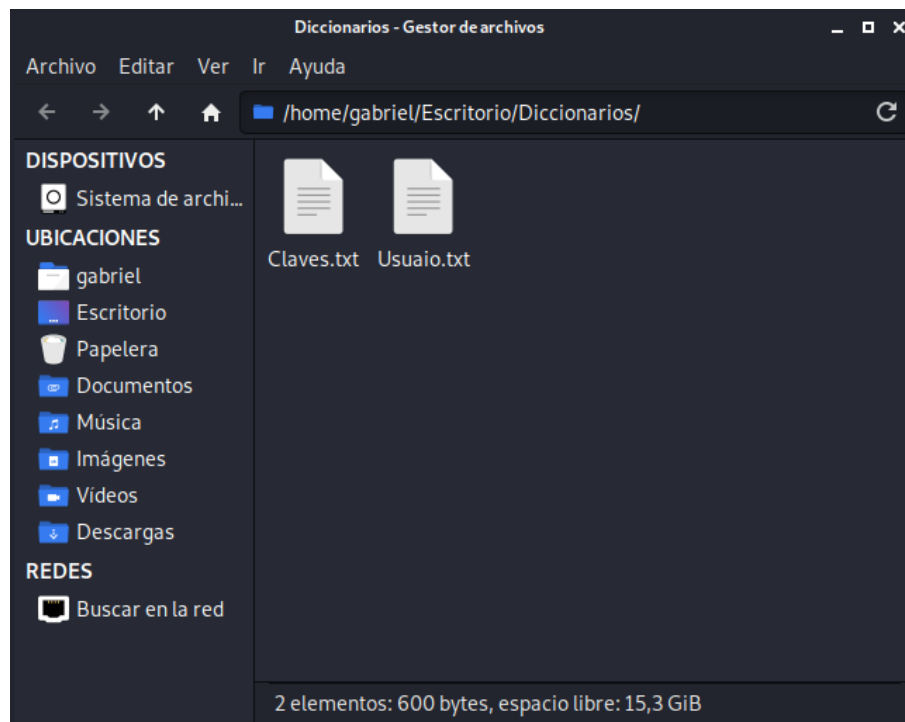 Diccionarios - Gestor de archivos
Archivo Editar Ver Ir Ayuda
/home/gabriel/Escritorio/Diccionarios/
DISPOSITIVOS
Sistema de archi...
UBICACIONES
gabriel
Escritorio
Papelera
Documentos
Música
Imágenes
Vídeos
Descargas
REDES
Buscar en la red
Claves.txt Usuaio.txt
2 elementos: 600 bytes, espacio libre: 15,3 GiB